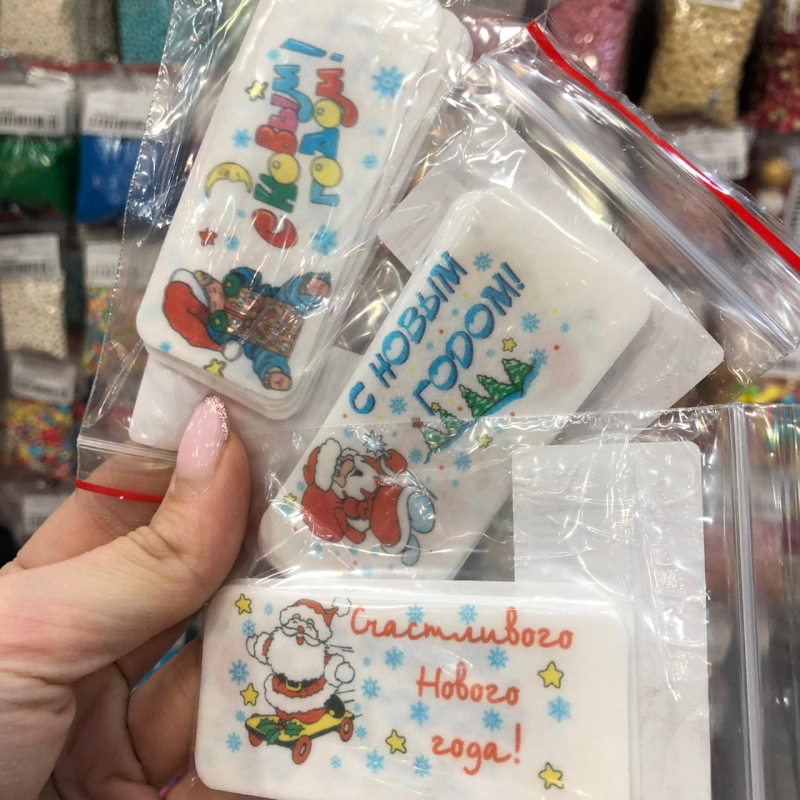 С Новым!
годом!
С НОВЫМ
ГОДОМ!
Счастливого
Нового
года!